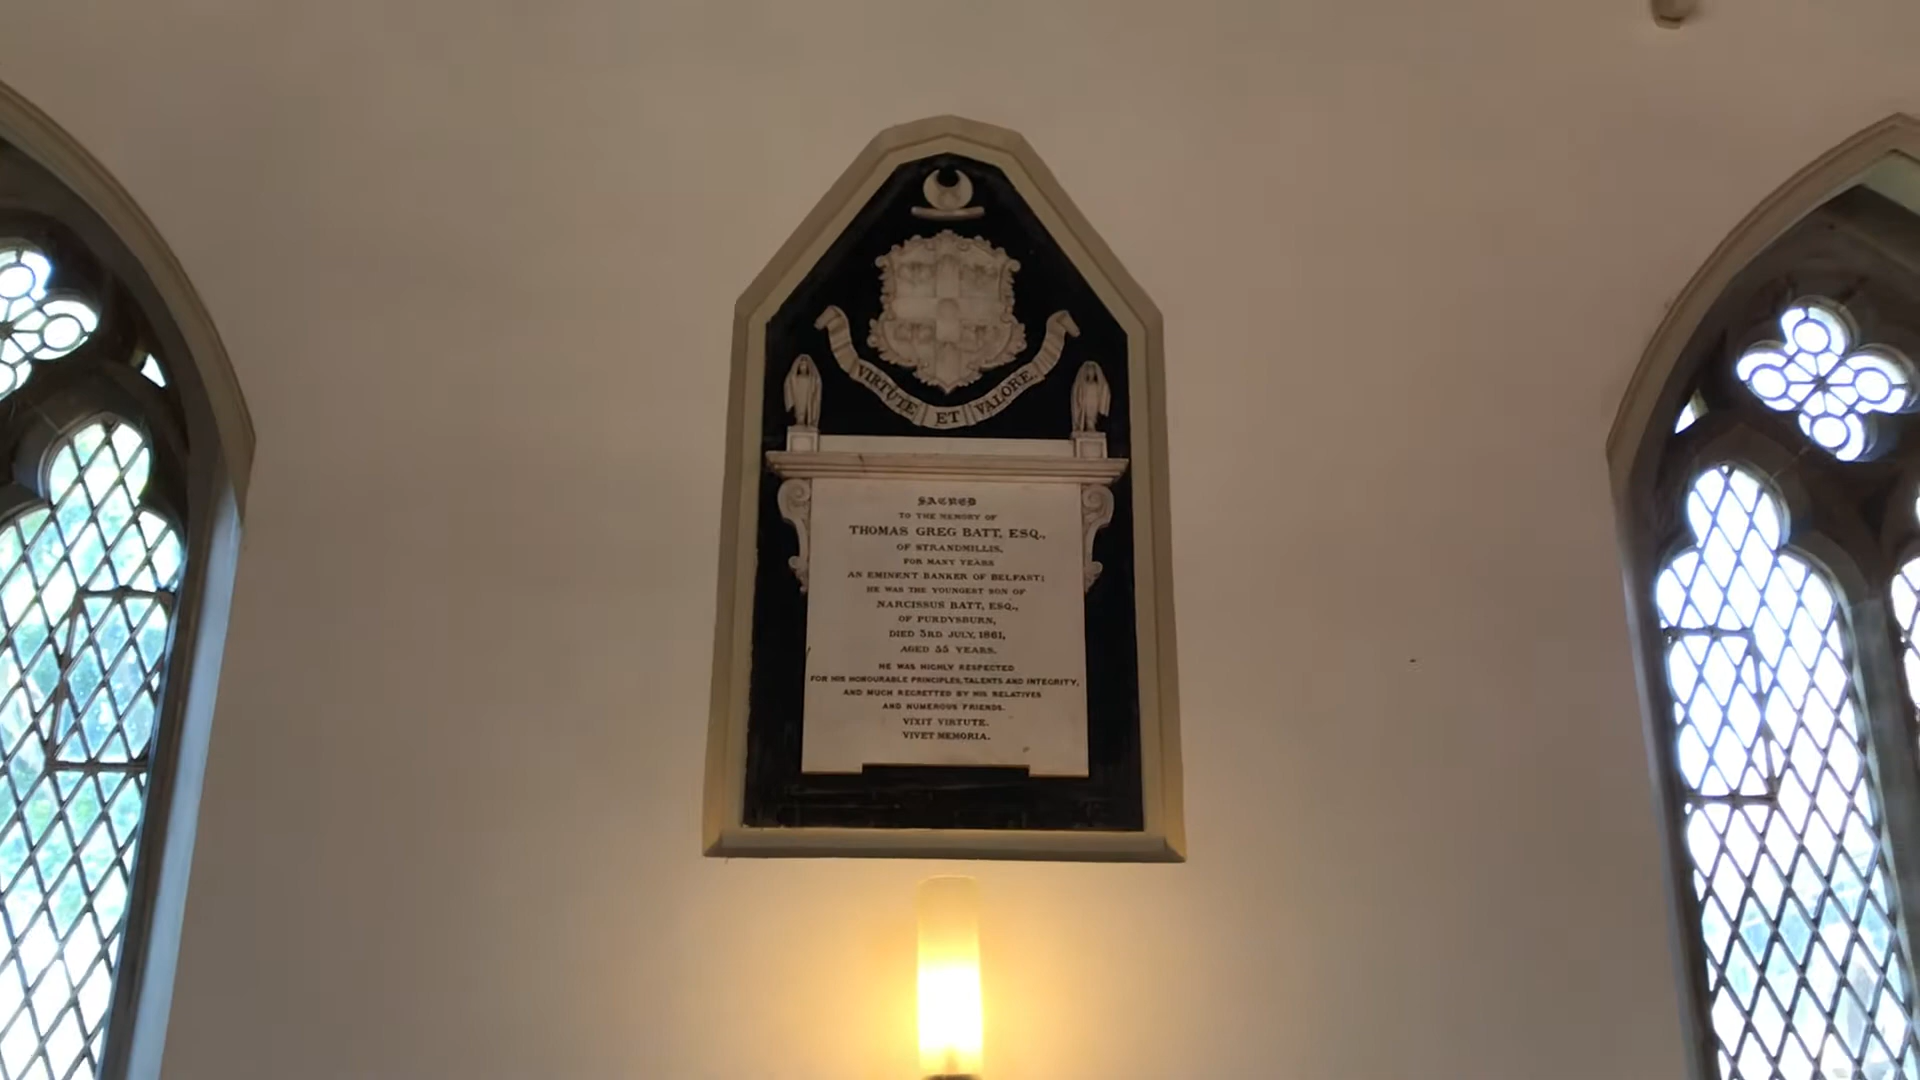 VIRTUTE ET VALORE
SACRED
TO THE MEMORY OF
THOMAS GREG BATT, ESQ.,
OF STRANDMILLIS,
FOR MANY YEARS
AN EMINENT BANKER OF BELFAST;
HE WAS THE YOUNGEST SON OF
NARCISSUS BATT, ESQ.,
OF PURDYSBURN,
DIED 3RD JULY, 1861,
AGED 55 YEARS.
HE WAS HIGHLY RESPECTED
FOR HIS HONOURABLE PRINCIPLES, TALENTS AND INTEGRITY,
AND MUCH REGRETTED BY HIS RELATIVES
AND NUMEROUS FRIENDS.
VIXIT VIRTUTE.
VIVET MEMORIA.